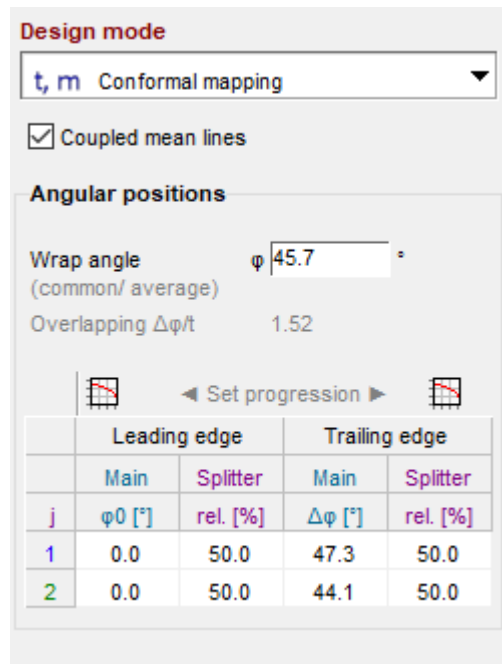 Design mode
t, m Conformal mapping
Coupled mean lines
Angular positions
Wrap angle φ 45.7 °
(common/ average)
Overlapping Δφ/t 1.52
◄ Set progression ►
Leading edge Trailing edge
Main Splitter Main Splitter
j φ0 [°] rel. [%] Δφ [°] rel. [%]
1 0.0 50.0 47.3 50.0
2 0.0 50.0 44.1 50.0